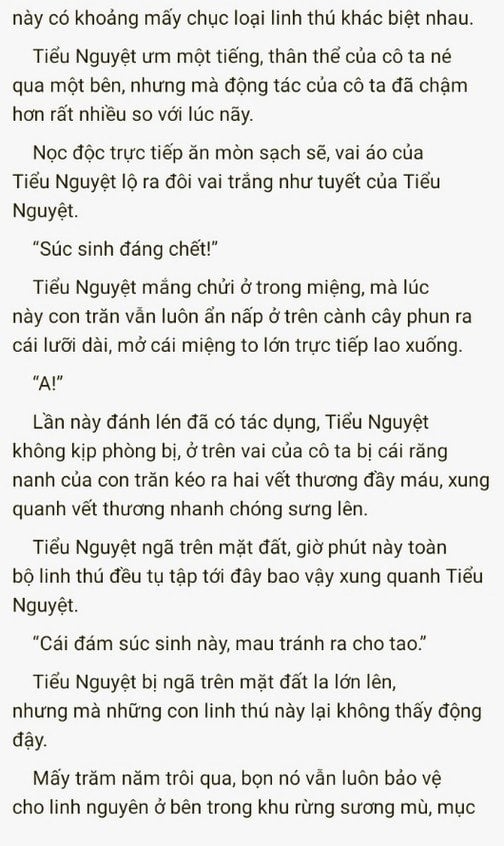 này có khoảng mấy chục loại linh thú khác biệt nhau.
Tiểu Nguyệt ưm một tiếng, thân thể của cô ta né
qua một bên, nhưng mà động tác của cô ta đã chậm
hơn rất nhiều so với lúc nãy.
Nọc độc trực tiếp ăn mòn sạch sẽ, vai áo của
Tiểu Nguyệt lộ ra đôi vai trắng như tuyết của Tiểu
Nguyệt.
“Súc sinh đáng chết!”
Tiểu Nguyệt mắng chửi ở trong miệng, mà lúc
này con trăn vẫn luôn ẩn nấp ở trên cành cây phun ra
cái lưỡi dài, mở cái miệng to lớn trực tiếp lao xuống.
“A!”
Lần này đánh lén đã có tác dụng, Tiểu Nguyệt
không kịp phòng bị, ở trên vai của cô ta bị cái răng
nanh của con trăn kéo ra hai vết thương đầy máu, xung
quanh vết thương nhanh chóng sưng lên.
Tiểu Nguyệt ngã trên mặt đất, giờ phút này toàn
bộ linh thú đều tụ tập tới đây bao vậy xung quanh Tiểu
Nguyệt.
“Cái đám súc sinh này, mau tránh ra cho tao.”
Tiểu Nguyệt bị ngã trên mặt đất la lớn lên,
nhưng mà những con linh thú này lại không thấy động
đậy.
Mấy trăm năm trôi qua, bọn nó vẫn luôn bảo vệ
cho linh nguyên ở bên trong khu rừng sương mù, mục